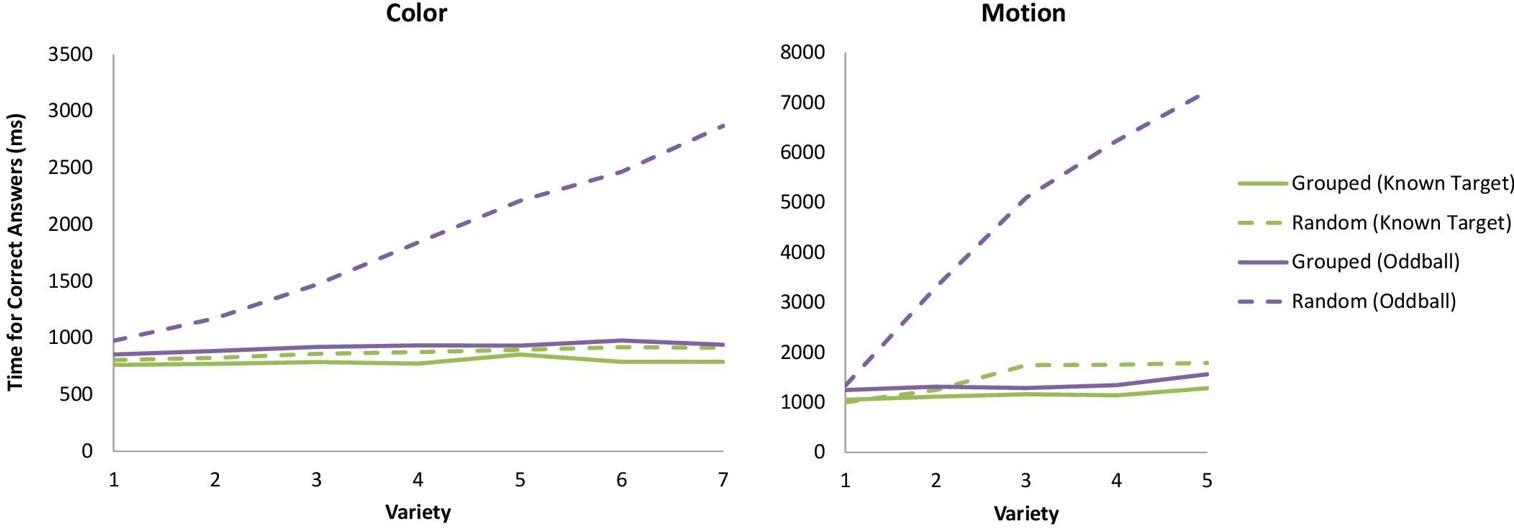 Color
Time for Correct Answers (ms)
3500
3000
2500
2000
1500
1000
500
0
1 2 3 4 5 6 7
Variety
Motion
8000
7000
6000
5000
4000
3000
2000
1000
0
1 2 3 4 5
Variety
Grouped (Known Target)
Random (Known Target)
Grouped (Oddball)
Random (Oddball)